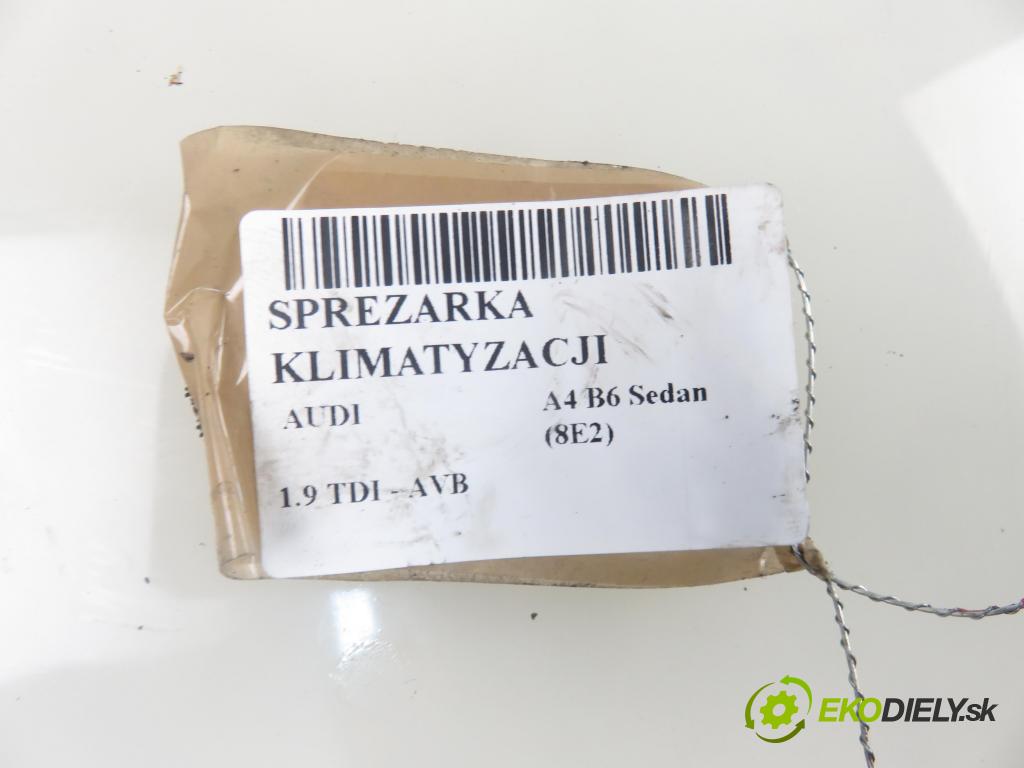 SPREZARKA
KLIMATYZACJI
AUDI
A4 B6 Sedan
(8E2)
1.9 TDI - AVB
EKODIELY.sk